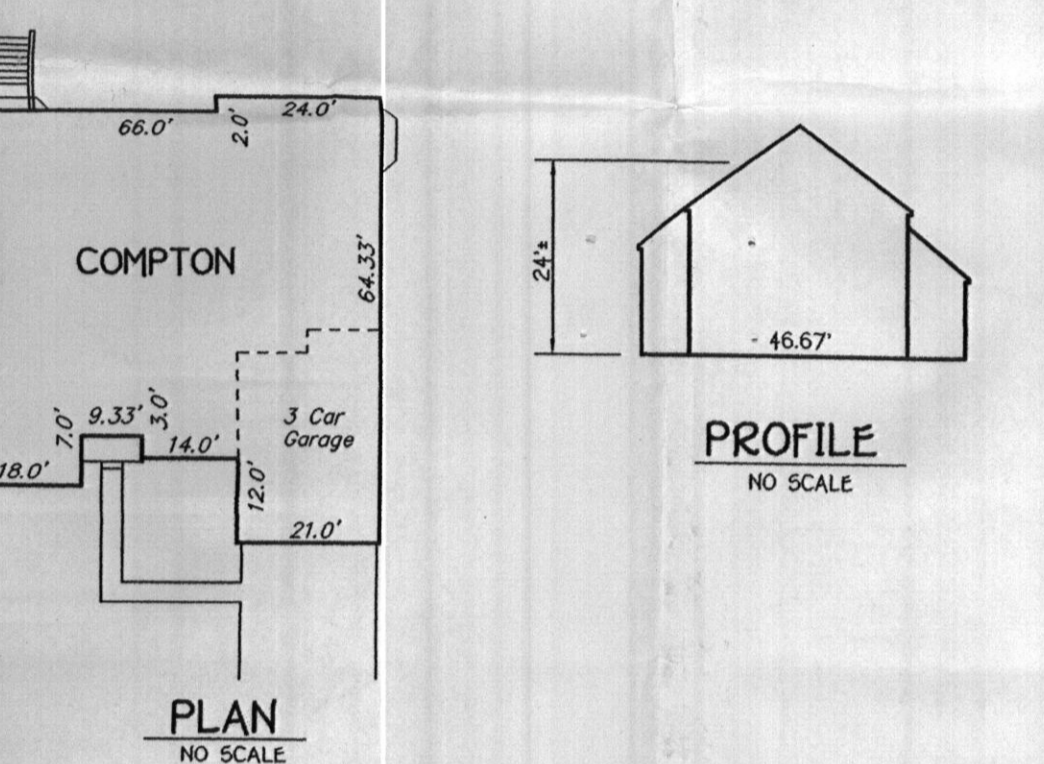 66.0'
2.0'
24.0'
COMPTON
64.33'
7.0'
9.33'
3.0'
14.0'
18.0'
3 Car
Garage
12.0'
21.0'
PLAN
NO SCALE
24'±
46.67'
PROFILE
NO SCALE